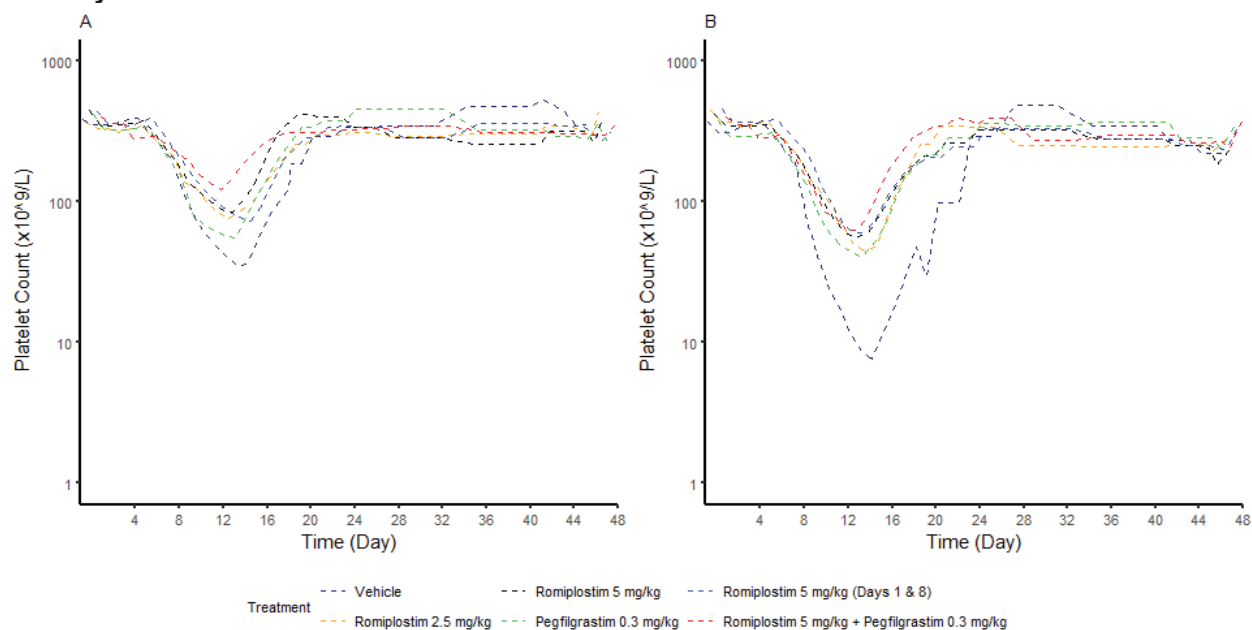 A
B
Platelet Count (x10^9/L)
1000
100
10
1
4 8 12 16 20 24 28 32 36 40 44 48
Time (Day)
Platelet Count (x10^9/L)
1000
100
10
1
4 8 12 16 20 24 28 32 36 40 44 48
Time (Day)
Treatment
Vehicle Romiplostim 5 mg/kg Romiplostim 5 mg/kg (Days 1 & 8)
Romiplostim 2.5 mg/kg Pegfilgrastim 0.3 mg/kg Romiplostim 5 mg/kg + Pegfilgrastim 0.3 mg/kg